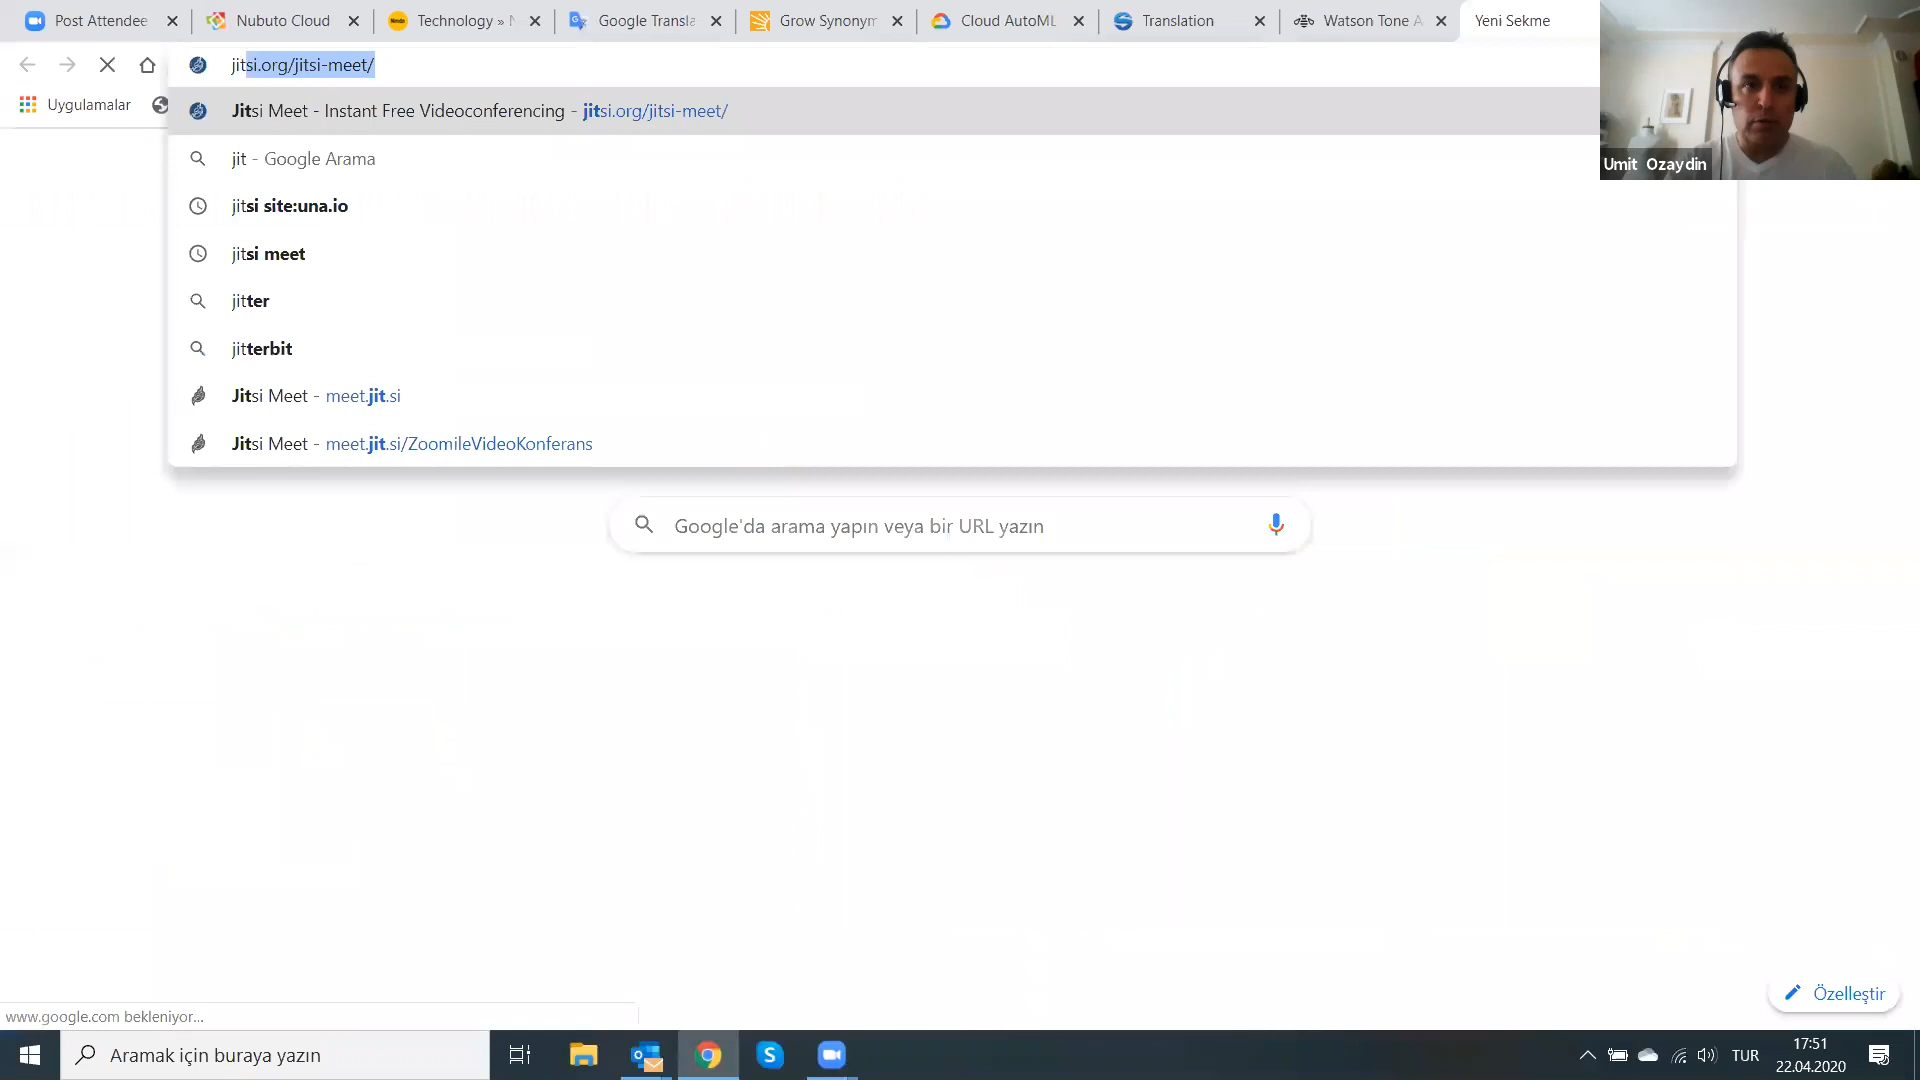 Post Attendee
Nubuto Cloud
Technology » N
Google Transla
Grow Synonym
Cloud AutoML
Translation
Watson Tone A
Yeni Sekme
jitsi.org/jitsi-meet/
Uygulamalar
Jitsi Meet - Instant Free Videoconferencing - jitsi.org/jitsi-meet/
jit - Google Arama
jitsi site:una.io
jitsi meet
jitter
jitterbit
Jitsi Meet - meet.jit.si
Jitsi Meet - meet.jit.si/ZoomileVideoKonferans
Umit Ozaydin
Google'da arama yapın veya bir URL yazın
Özelleştir
www.google.com bekleniyor...
Aramak için buraya yazın
TUR
17:51
22.04.2020